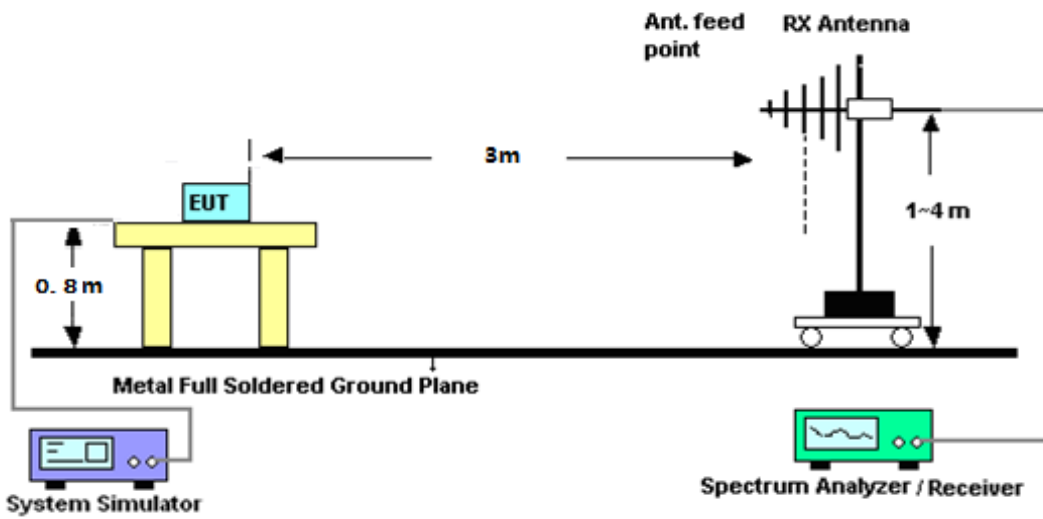 Ant. feed
point
RX Antenna
3m
EUT
1~4 m
0. 8 m
Metal Full Soldered Ground Plane
System Simulator
Spectrum Analyzer / Receiver